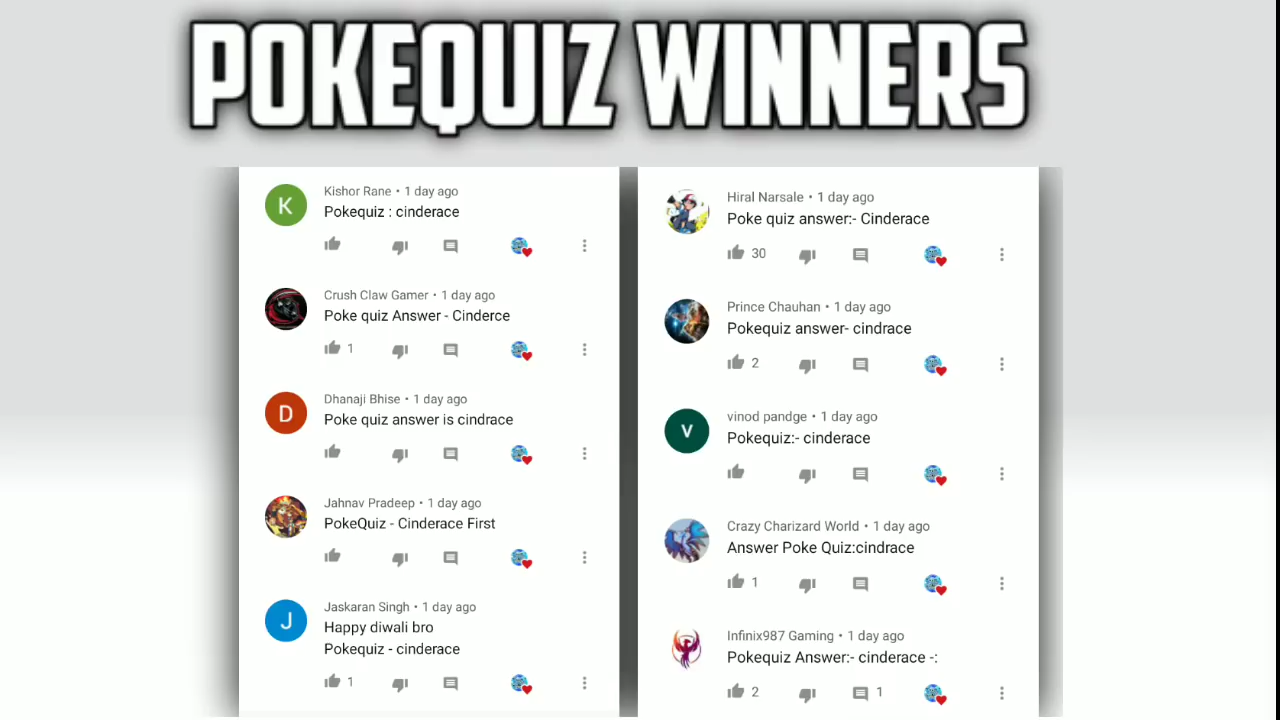 POKEQUIZ WINNERS
K
Kishor Rane • 1 day ago
Pokequiz : cinderace
Crush Claw Gamer • 1 day ago
Poke quiz Answer - Cinderce
1
D
Dhanaji Bhise • 1 day ago
Poke quiz answer is cindrace
Jahnav Pradeep • 1 day ago
PokeQuiz - Cinderace First
J
Jaskaran Singh • 1 day ago
Happy diwali bro
Pokequiz - cinderace
1
Hiral Narsale • 1 day ago
Poke quiz answer:- Cinderace
30
Prince Chauhan • 1 day ago
Pokequiz answer- cindrace
2
v
vinod pandge • 1 day ago
Pokequiz:- cinderace
Crazy Charizard World • 1 day ago
Answer Poke Quiz:cindrace
1
Infinix987 Gaming • 1 day ago
Pokequiz Answer:- cinderace -:
2 1